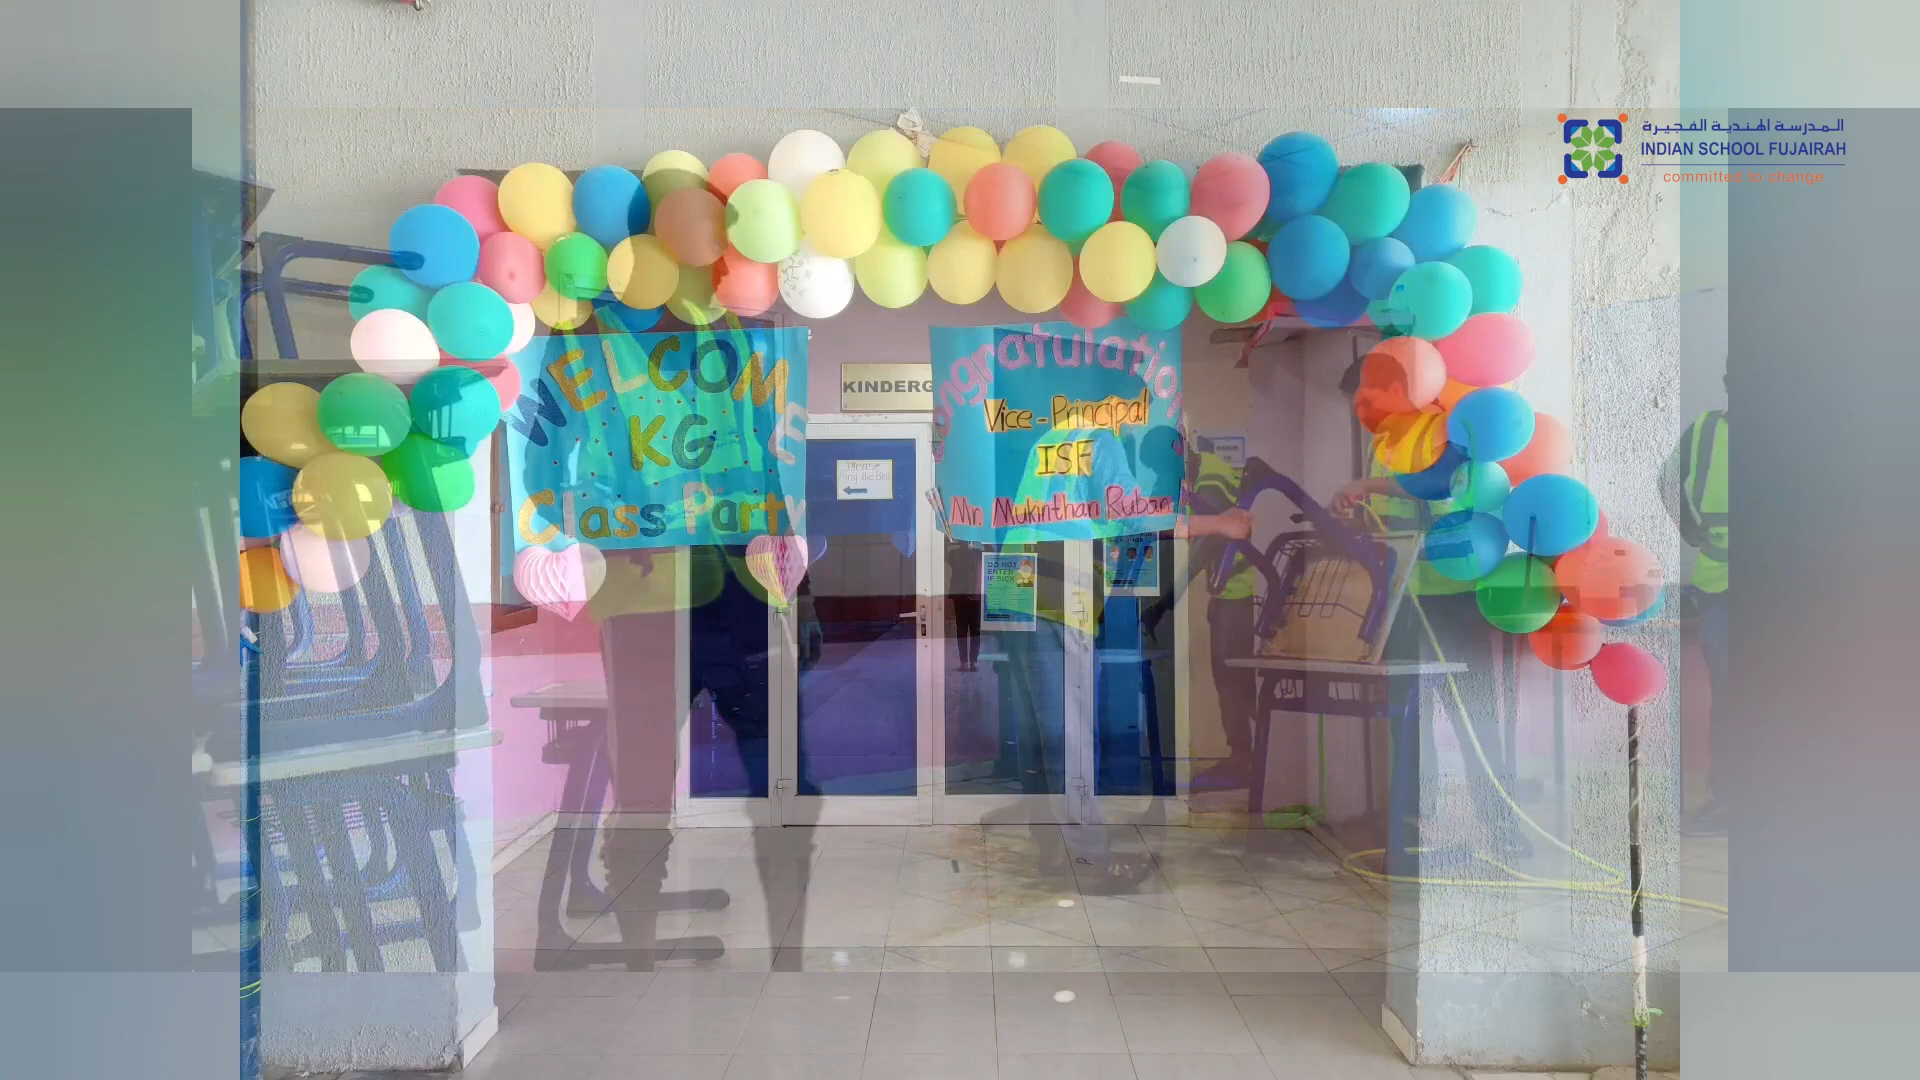 المدرسة الهندية الفجيرة
INDIAN SCHOOL FUJAIRAH
committed to change
WELCOME
KG
Class Party
KINDERG
Congratulation
Vice-Principal
ISF
Mr. Mukinthan Ruban
Please
Ring the Bell
DO NOT
ENTER
IF SICK